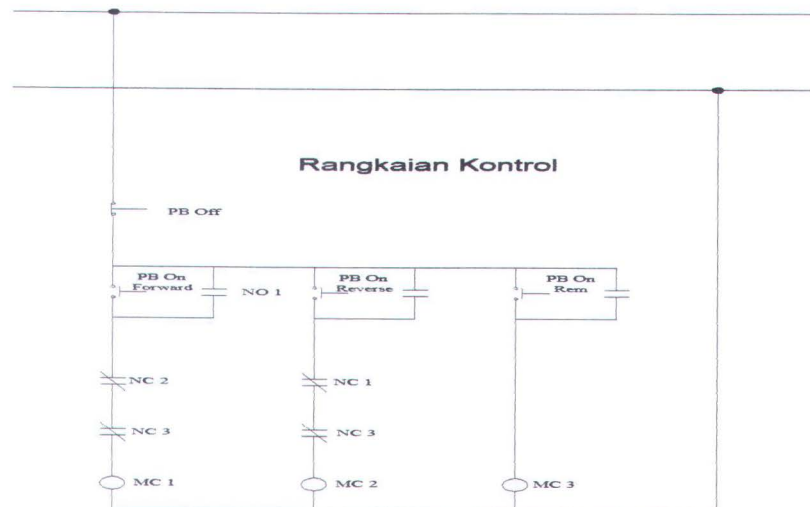 Rangkaian Kontrol
PB Off
PB On
Forward
NO 1
PB On
Reverse
PB On
Rem
NC 2
NC 1
NC 3
NC 3
MC 1
MC 2
MC 3